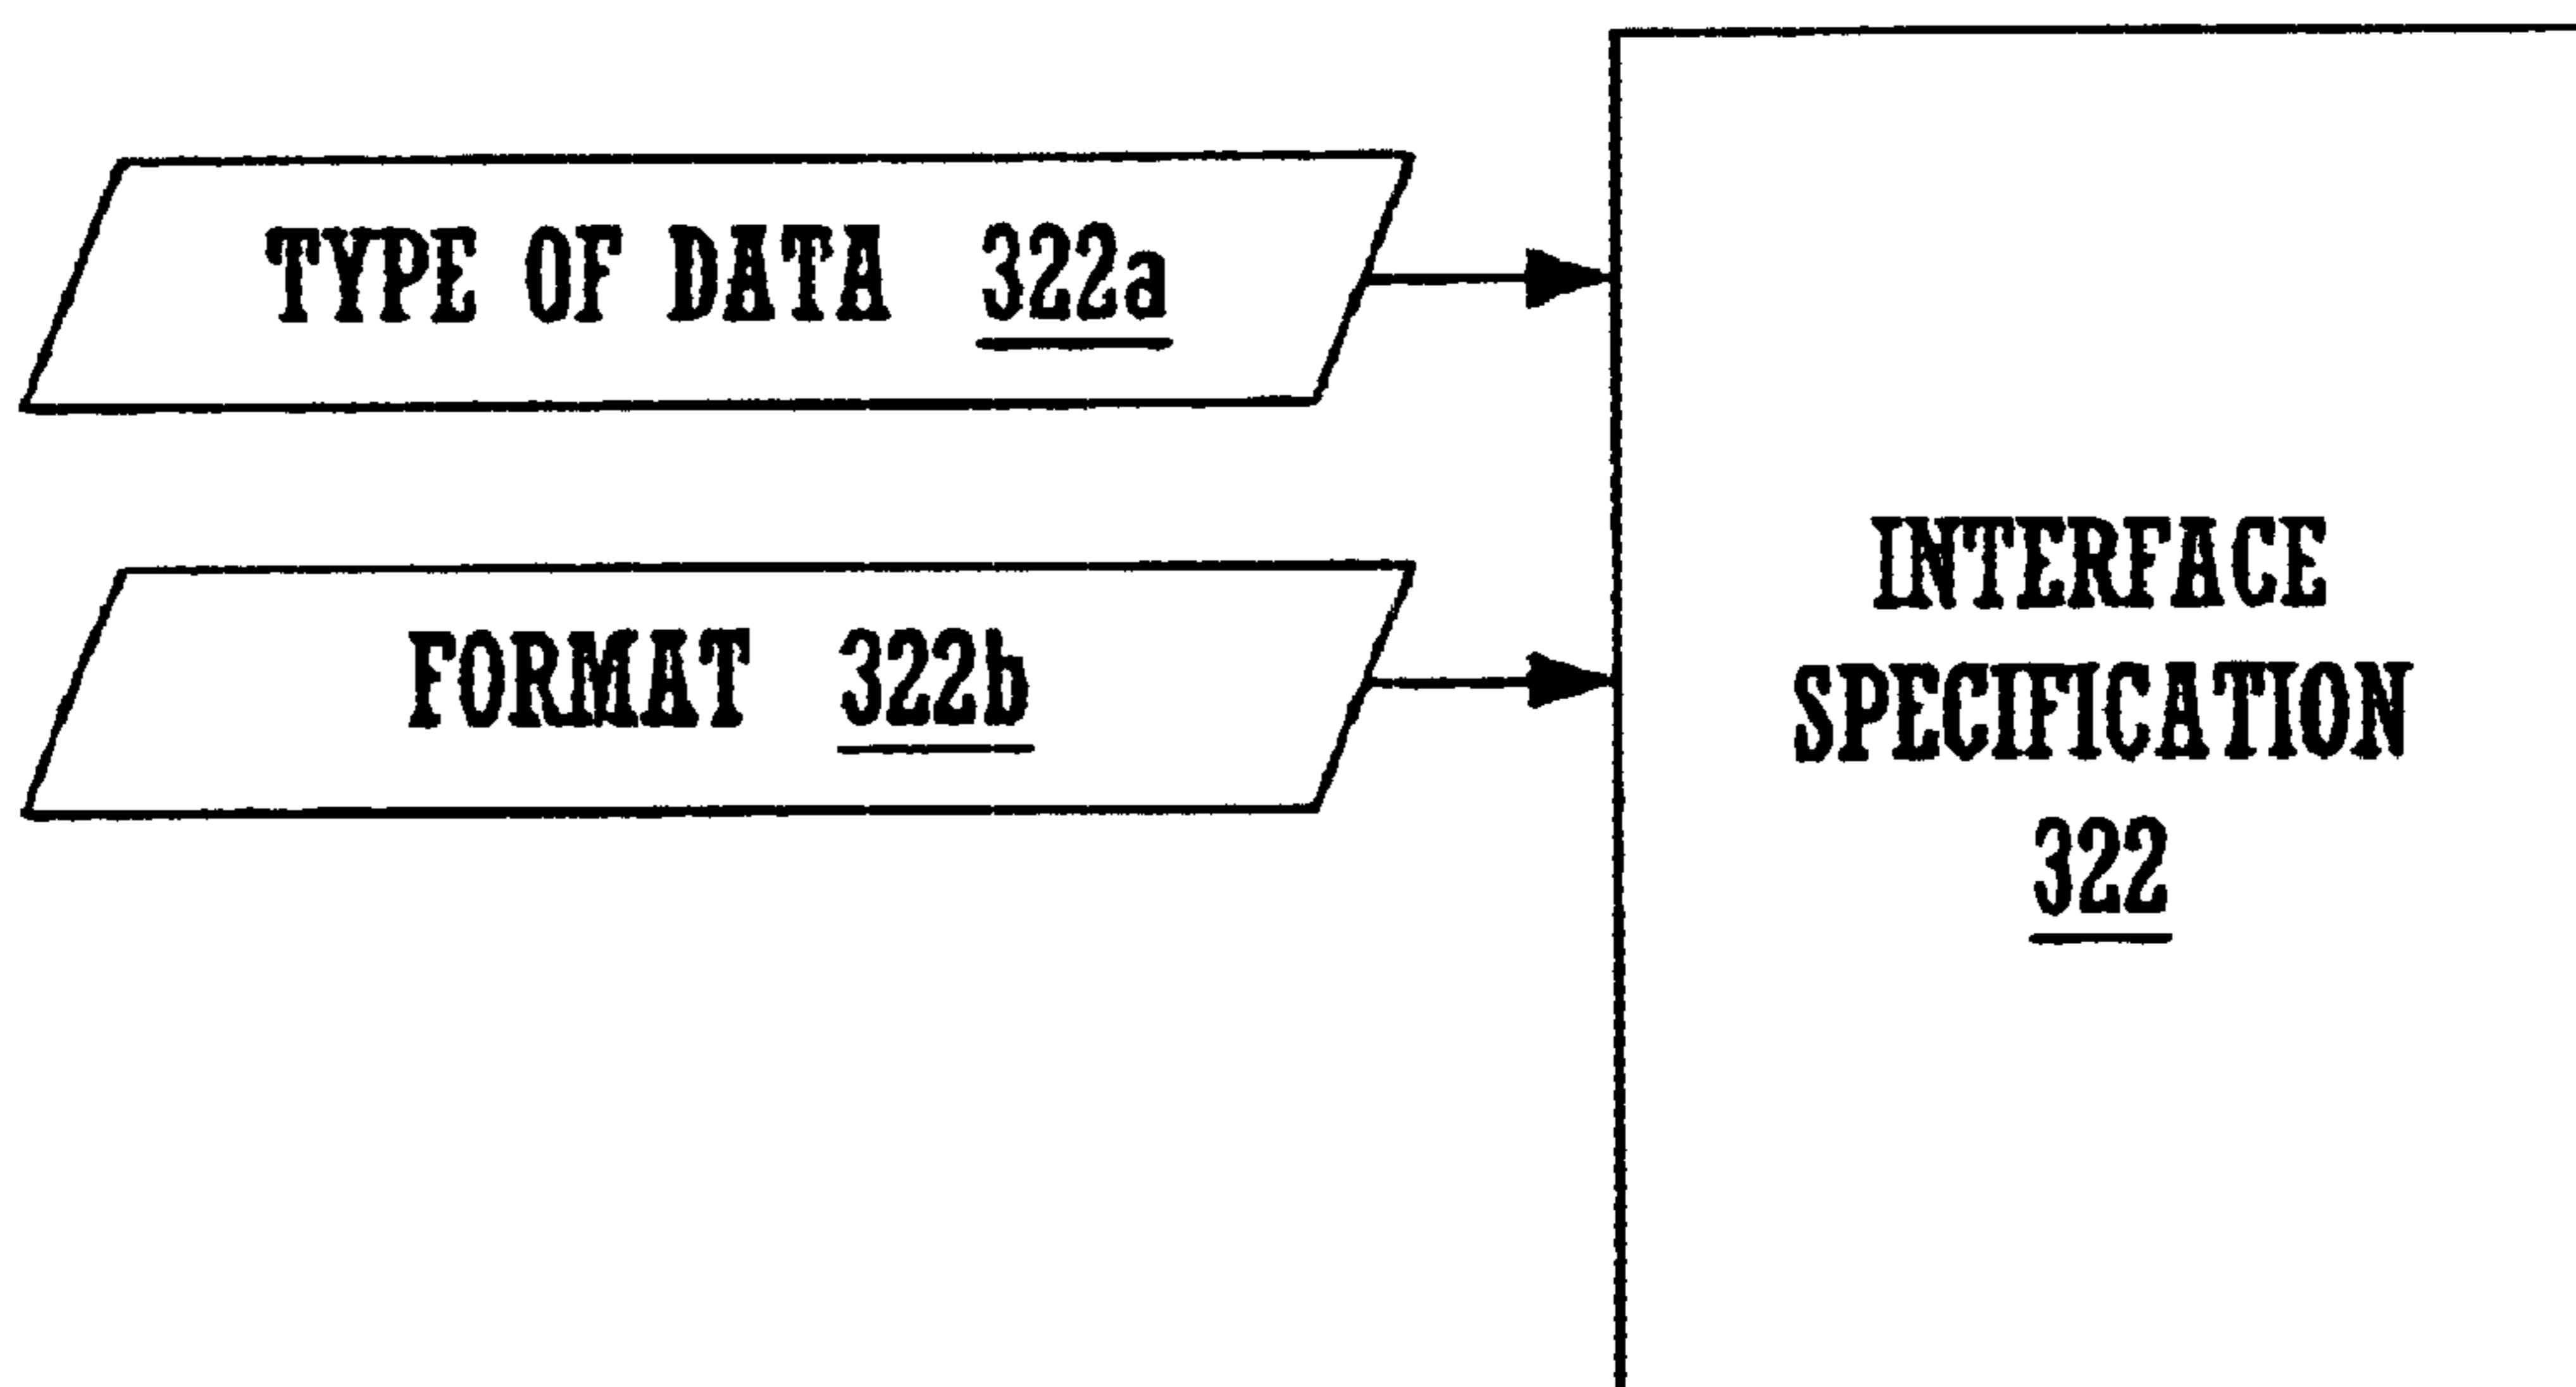 TYPE OF DATA 322a
FORMAT 322b
INTERFACE
SPECIFICATION
322